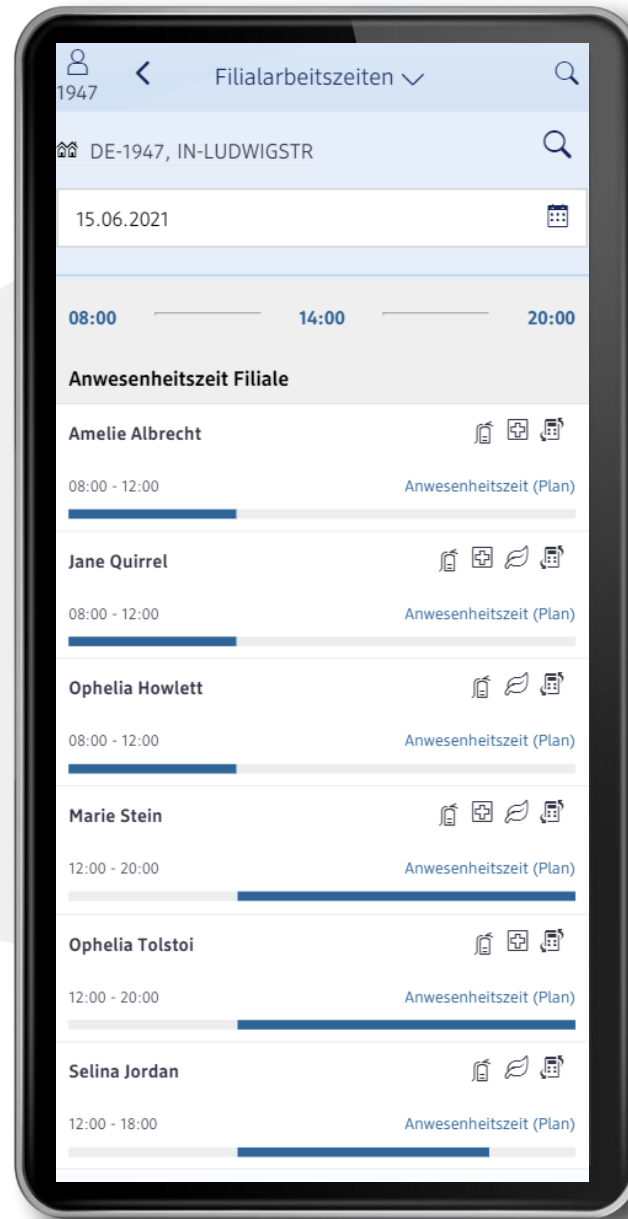 1947
Filialarbeitszeiten
DE-1947, IN-LUDWIGSTR
15.06.2021
08:00 14:00 20:00
Anwesenheitszeit Filiale
Amelie Albrecht
08:00 - 12:00 Anwesenheitszeit (Plan)
Jane Quirrel
08:00 - 12:00 Anwesenheitszeit (Plan)
Ophelia Howlett
08:00 - 12:00 Anwesenheitszeit (Plan)
Marie Stein
12:00 - 20:00 Anwesenheitszeit (Plan)
Ophelia Tolstoi
12:00 - 20:00 Anwesenheitszeit (Plan)
Selina Jordan
12:00 - 18:00 Anwesenheitszeit (Plan)